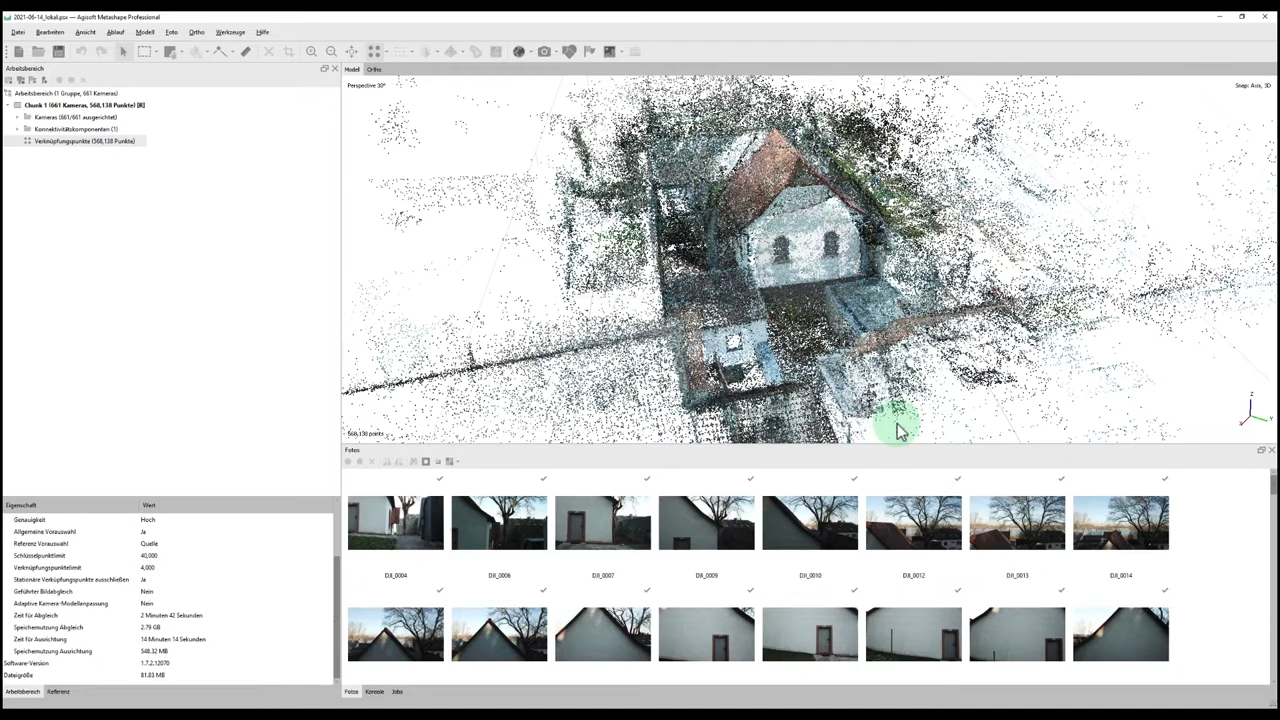 2021-06-14_lokal.psx — Agisoft Metashape Professional
Datei Bearbeiten Ansicht Ablauf Modell Foto Ortho Werkzeuge Hilfe
Arbeitsbereich
Arbeitsbereich (1 Gruppe, 661 Kameras)
Chunk 1 (661 Kameras, 568,138 Punkte) [R]
Kameras (661/661 ausgerichtet)
Konnektivitätskomponenten (1)
Verknüpfungspunkte (568,138 Punkte)
Modell Ortho
Perspective 30°
Snap: Axis, 3D
Z
X
Y
568,138 points
Eigenschaft Wert
Genauigkeit Hoch
Allgemeine Vorauswahl Ja
Referenz Vorauswahl Quelle
Schlüsselpunktlimit 40,000
Verknüpfungspunktelimit 4,000
Stationäre Verküpfungspunkte ausschließen Ja
Geführter Bildabgleich Nein
Adaptive Kamera-Modellanpassung Nein
Zeit für Abgleich 2 Minuten 42 Sekunden
Speichernutzung Abgleich 2.79 GB
Zeit für Ausrichtung 14 Minuten 14 Sekunden
Speichernutzung Ausrichtung 548.32 MB
Software-Version 1.7.2.12070
Dateigröße 81.83 MB
Arbeitsbereich Referenz
Fotos
DJI_0004 DJI_0006 DJI_0007 DJI_0009 DJI_0010 DJI_0012 DJI_0013 DJI_0014
Fotos Konsole Jobs